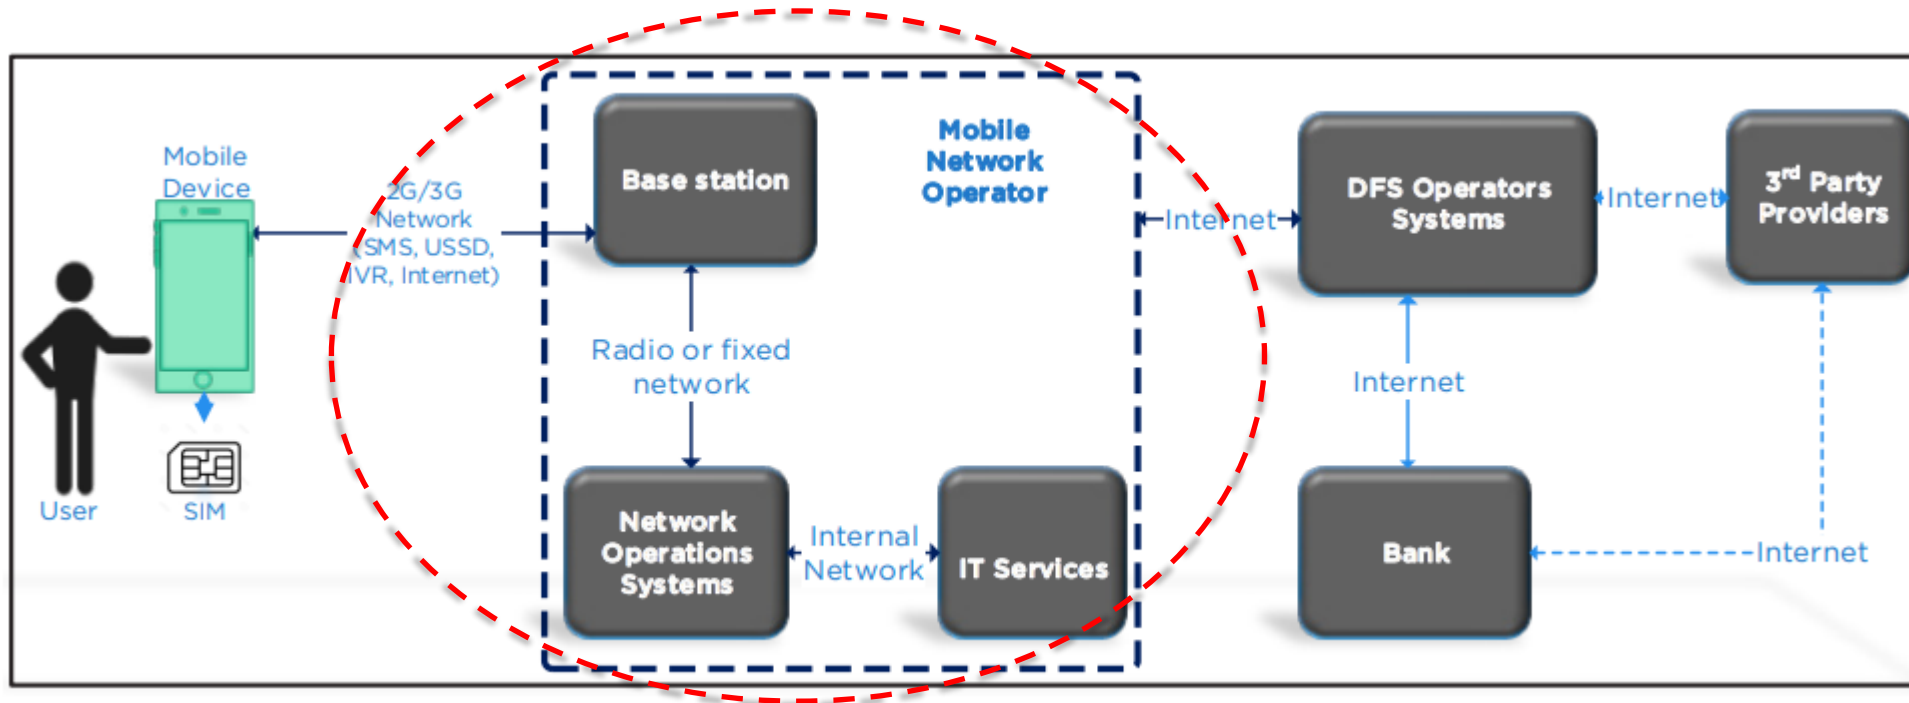 Mobile
Device
User
SIM
2G/3G
Network
(SMS, USSD,
IVR, Internet)
Base station
Mobile
Network
Operator
Radio or fixed
network
Network
Operations
Systems
Internal
Network
IT Services
Internet
DFS Operators
Systems
Internet
3rd Party
Providers
Internet
Bank
Internet